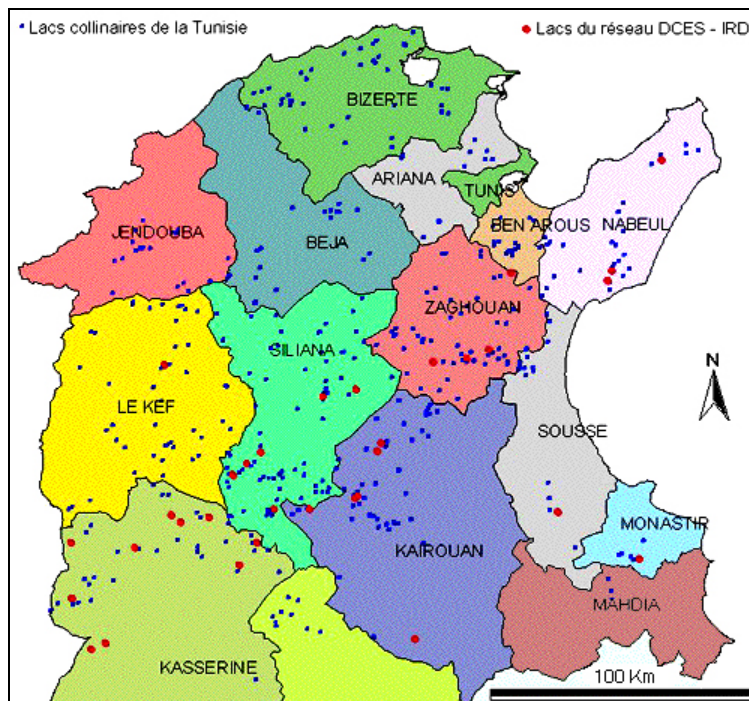 Lacs collinaires de la Tunisie
Lacs du réseau DCES - IRD
BIZERTE
ARIANA
TUNIS
JENDOUBA
BEJA
BEN AROUS
NABEUL
ZAGHOUAN
SILIANA
N
LE KEF
SOUSSE
MONASTIR
KAIROUAN
MAHDIA
KASSERINE
100 Km